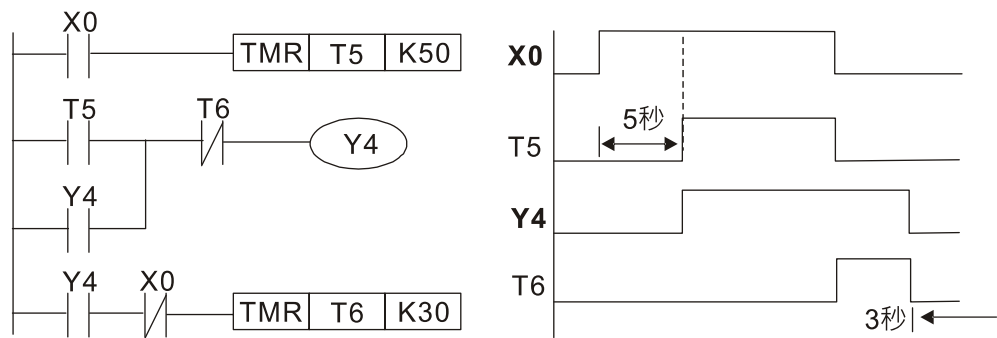 X0
TMR T5 K50
T5 T6
Y4
Y4
Y4 X0
TMR T6 K30
X0
5秒
T5
Y4
T6
3秒